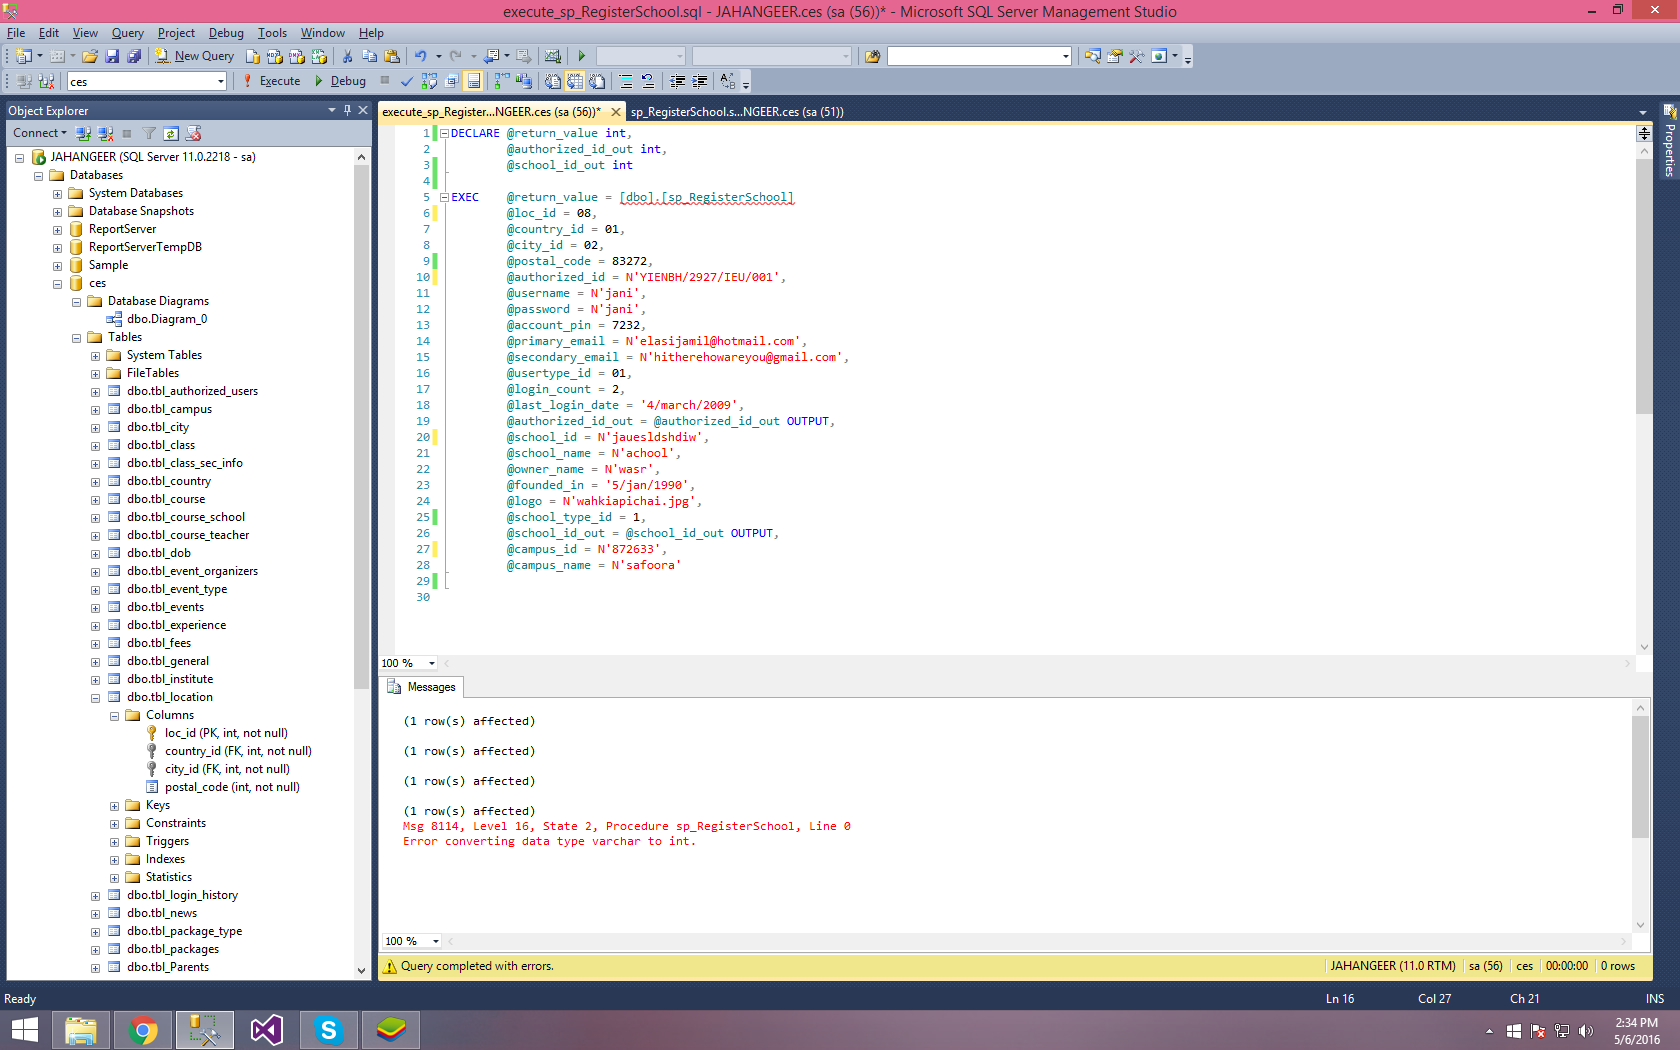 execute_sp_RegisterSchool.sql - JAHANGEER.ces (sa (56))* - Microsoft SQL Server Management Studio
File Edit View Query Project Debug Tools Window Help
New Query
ces Execute Debug
Object Explorer
Connect
JAHANGEER (SQL Server 11.0.2218 - sa)
Databases
System Databases
Database Snapshots
ReportServer
ReportServerTempDB
Sample
ces
Database Diagrams
dbo.Diagram_0
Tables
System Tables
FileTables
dbo.tbl_authorized_users
dbo.tbl_campus
dbo.tbl_city
dbo.tbl_class
dbo.tbl_class_sec_info
dbo.tbl_country
dbo.tbl_course
dbo.tbl_course_school
dbo.tbl_course_teacher
dbo.tbl_dob
dbo.tbl_event_organizers
dbo.tbl_event_type
dbo.tbl_events
dbo.tbl_experience
dbo.tbl_fees
dbo.tbl_general
dbo.tbl_institute
dbo.tbl_location
Columns
loc_id (PK, int, not null)
country_id (FK, int, not null)
city_id (FK, int, not null)
postal_code (int, not null)
Keys
Constraints
Triggers
Indexes
Statistics
dbo.tbl_login_history
dbo.tbl_news
dbo.tbl_package_type
dbo.tbl_packages
dbo.tbl_Parents
execute_sp_Register...NGEER.ces (sa (56))* sp_RegisterSchool.s...NGEER.ces (sa (51))
1 DECLARE @return_value int,
2 @authorized_id_out int,
3 @school_id_out int
4
5 EXEC @return_value = [dbo].[sp_RegisterSchool]
6 @loc_id = 08,
7 @country_id = 01,
8 @city_id = 02,
9 @postal_code = 83272,
10 @authorized_id = N'YIENBH/2927/IEU/001',
11 @username = N'jani',
12 @password = N'jani',
13 @account_pin = 7232,
14 @primary_email = N'elasijamil@hotmail.com',
15 @secondary_email = N'hitherehowareyou@gmail.com',
16 @usertype_id = 01,
17 @login_count = 2,
18 @last_login_date = '4/march/2009',
19 @authorized_id_out = @authorized_id_out OUTPUT,
20 @school_id = N'jauesldshdiw',
21 @school_name = N'achool',
22 @owner_name = N'wasr',
23 @founded_in = '5/jan/1990',
24 @logo = N'wahkiapichai.jpg',
25 @school_type_id = 1,
26 @school_id_out = @school_id_out OUTPUT,
27 @campus_id = N'872633',
28 @campus_name = N'safoora'
29
30
100 %
Messages
(1 row(s) affected)
(1 row(s) affected)
(1 row(s) affected)
(1 row(s) affected)
Msg 8114, Level 16, State 2, Procedure sp_RegisterSchool, Line 0
Error converting data type varchar to int.
100 %
Query completed with errors. JAHANGEER (11.0 RTM) sa (56) ces 00:00:00 0 rows
Properties
Ready Ln 16 Col 27 Ch 21 INS
2:34 PM
5/6/2016